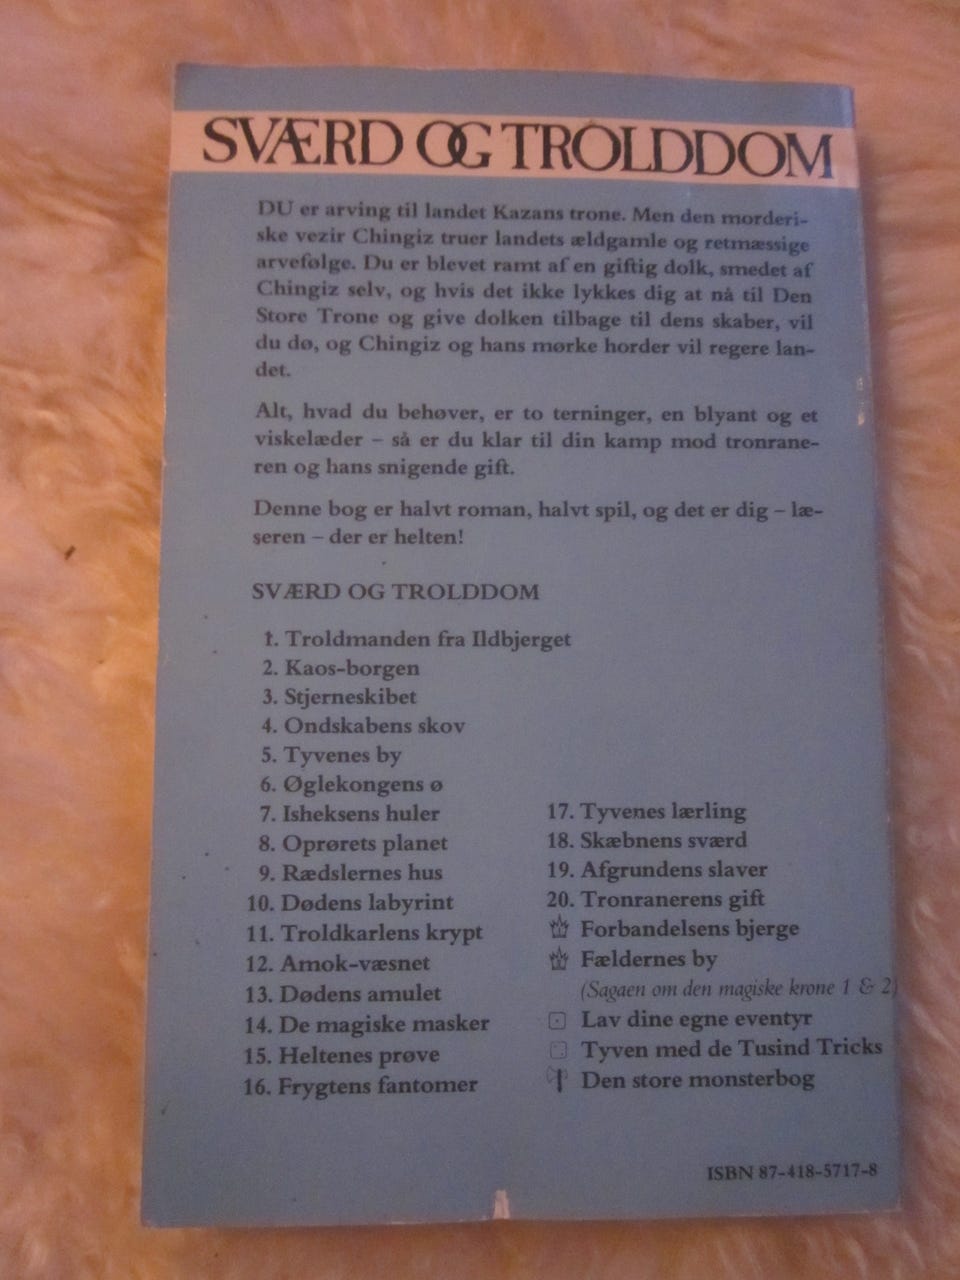 SVÆRD OG TROLDDOM
DU er arving til landet Kazans trone. Men den morderi-
ske vezir Chingiz truer landets ældgamle og retmæssige
arvefølge. Du er blevet ramt af en giftig dolk, smedet af
Chingiz selv, og hvis det ikke lykkes dig at nå til Den
Store Trone og give dolken tilbage til dens skaber, vil
du dø, og Chingiz og hans mørke horder vil regere lan-
det.
Alt, hvad du behøver, er to terninger, en blyant og et
viskelæder – så er du klar til din kamp mod tronrane-
ren og hans snigende gift.
Denne bog er halvt roman, halvt spil, og det er dig – læ-
seren – der er helten!
SVÆRD OG TROLDDOM
1. Troldmanden fra Ildbjerget
2. Kaos-borgen
3. Stjerneskibet
4. Ondskabens skov
5. Tyvenes by
6. Øglekongens ø
7. Isheksens huler
8. Oprørets planet
9. Rædslernes hus
10. Dødens labyrint
11. Troldkarlens krypt
12. Amok-væsnet
13. Dødens amulet
14. De magiske masker
15. Heltenes prøve
16. Frygtens fantomer
17. Tyvenes lærling
18. Skæbnens sværd
19. Afgrundens slaver
20. Tronranerens gift
Forbandelsens bjerge
Fældernes by
(Sagaen om den magiske krone 1 & 2)
Lav dine egne eventyr
Tyven med de Tusind Tricks
Den store monsterbog
ISBN 87-418-5717-8